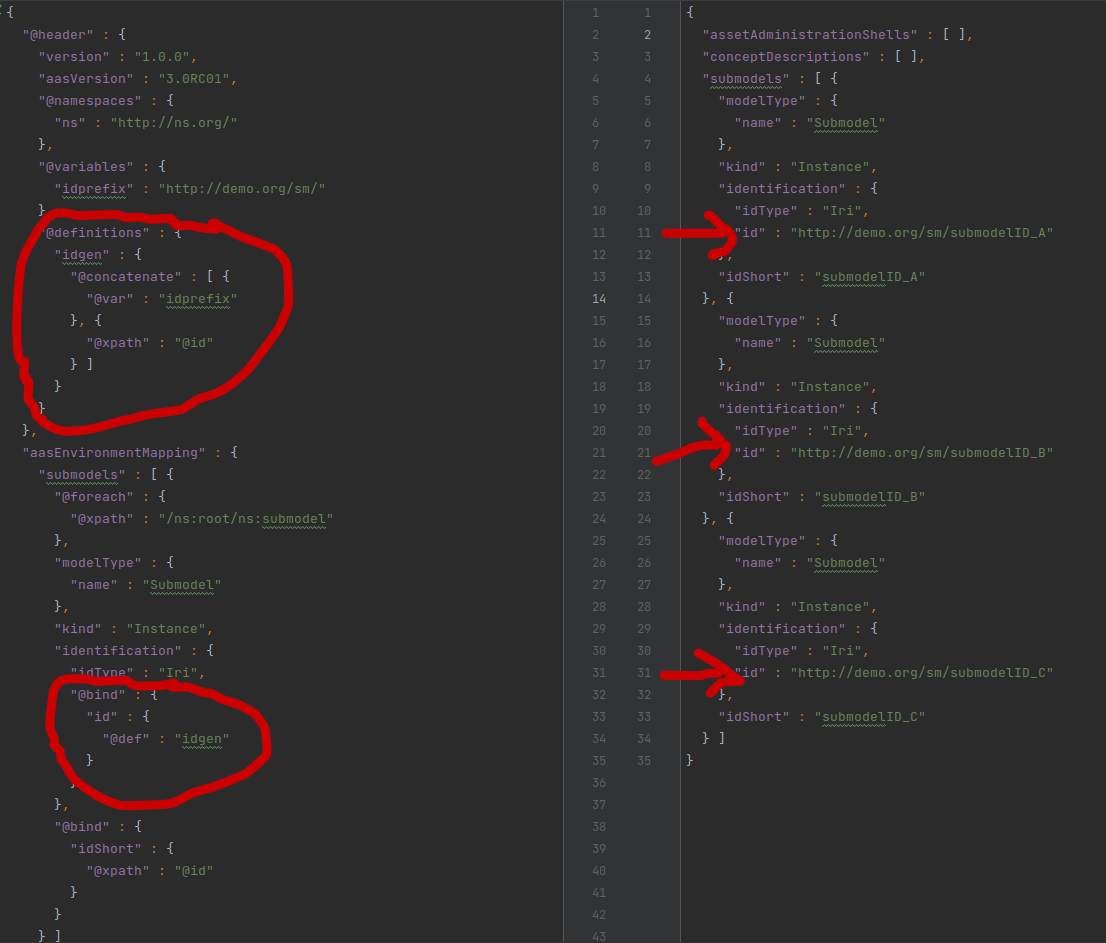 {
"@header" : {
"version" : "1.0.0",
"aasVersion" : "3.0RC01",
"@namespaces" : {
"ns" : "http://ns.org/"
},
"@variables" : {
"idprefix" : "http://demo.org/sm/"
}
"@definitions" : {
"idgen" : {
"@concatenate" : [ {
"@var" : "idprefix"
}, {
"@xpath" : "@id"
} ]
}
}
},
"aasEnvironmentMapping" : {
"submodels" : [ {
"@foreach" : {
"@xpath" : "/ns:root/ns:submodel"
},
"modelType" : {
"name" : "Submodel"
},
"kind" : "Instance",
"identification" : {
"idType" : "Iri",
"@bind" : {
"id" : {
"@def" : "idgen"
}
}
},
"@bind" : {
"idShort" : {
"@xpath" : "@id"
}
}
} ]
1 1
2 2
3 3
4 4
5 5
6 6
7 7
8 8
9 9
10 10
11 11
12 12
13 13
14 14
15 15
16 16
17 17
18 18
19 19
20 20
21 21
22 22
23 23
24 24
25 25
26 26
27 27
28 28
29 29
30 30
31 31
32 32
33 33
34 34
35 35
36
37
38
39
40
41
42
43
{
"assetAdministrationShells" : [ ],
"conceptDescriptions" : [ ],
"submodels" : [ {
"modelType" : {
"name" : "Submodel"
},
"kind" : "Instance",
"identification" : {
"idType" : "Iri",
"id" : "http://demo.org/sm/submodelID_A"
},
"idShort" : "submodelID_A"
}, {
"modelType" : {
"name" : "Submodel"
},
"kind" : "Instance",
"identification" : {
"idType" : "Iri",
"id" : "http://demo.org/sm/submodelID_B"
},
"idShort" : "submodelID_B"
}, {
"modelType" : {
"name" : "Submodel"
},
"kind" : "Instance",
"identification" : {
"idType" : "Iri",
"id" : "http://demo.org/sm/submodelID_C"
},
"idShort" : "submodelID_C"
} ]
}